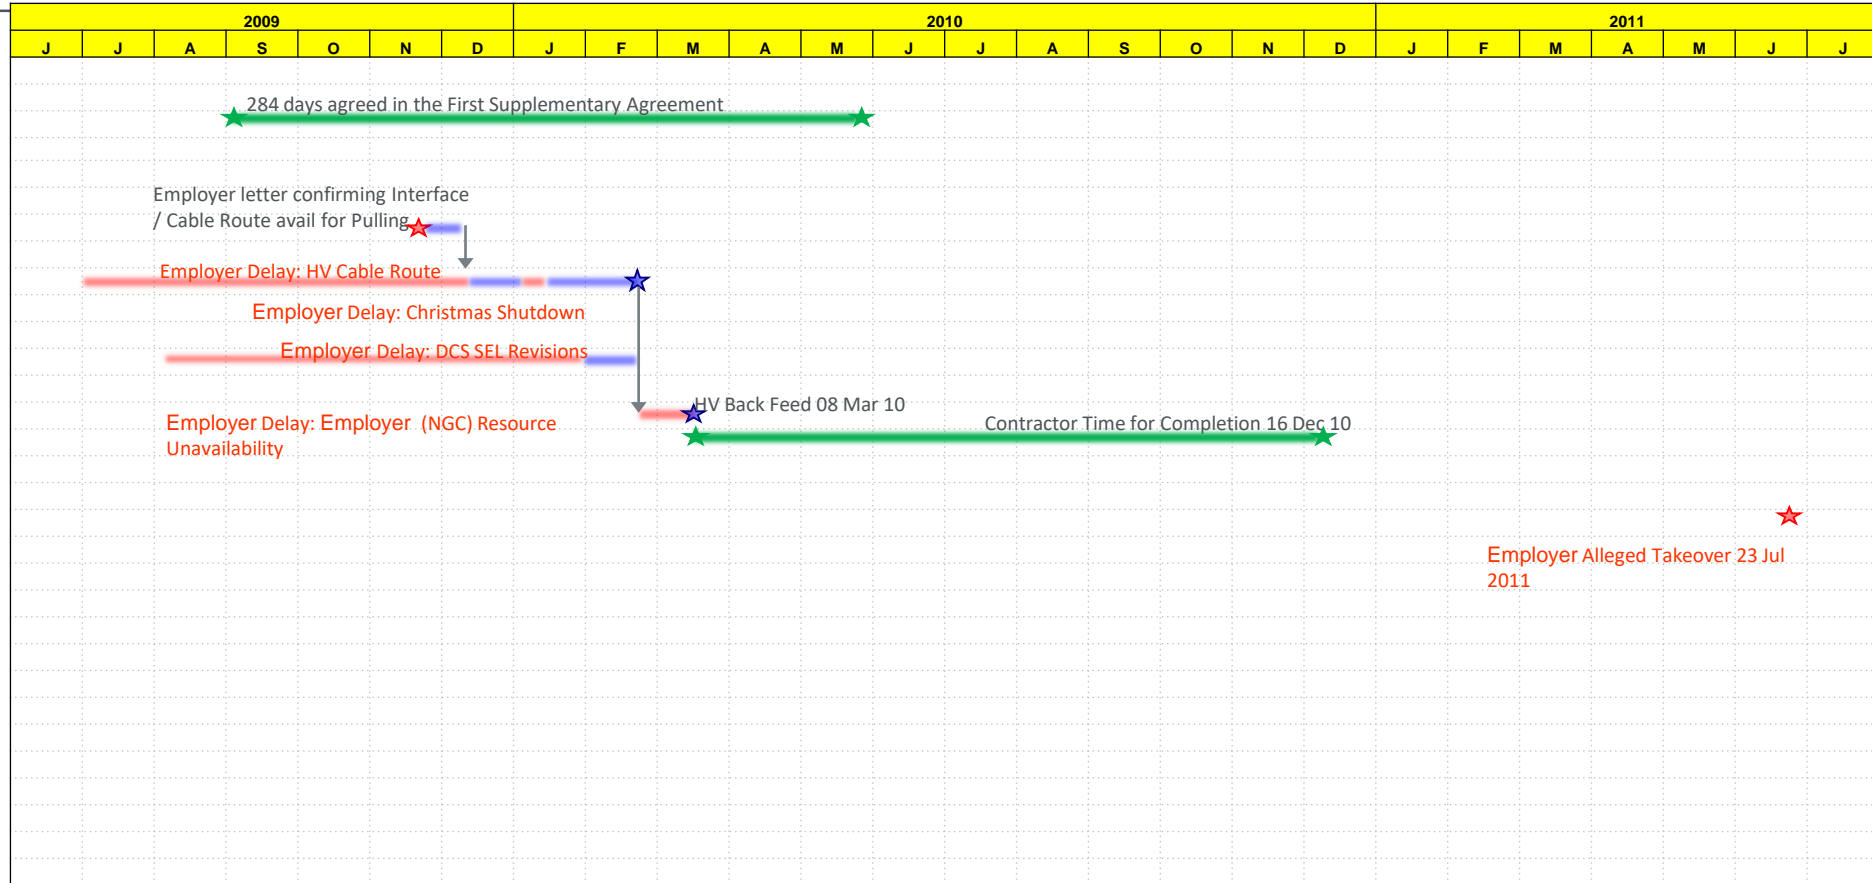 2009 2010 2011
J J A S O N D J F M A M J J A S O N D J F M A M J J
284 days agreed in the First Supplementary Agreement
Employer letter confirming Interface
/ Cable Route avail for Pulling
Employer Delay: HV Cable Route
Employer Delay: Christmas Shutdown
Employer Delay: DCS SEL Revisions
HV Back Feed 08 Mar 10
Employer Delay: Employer (NGC) Resource
Unavailability
Contractor Time for Completion 16 Dec 10
Employer Alleged Takeover 23 Jul
2011